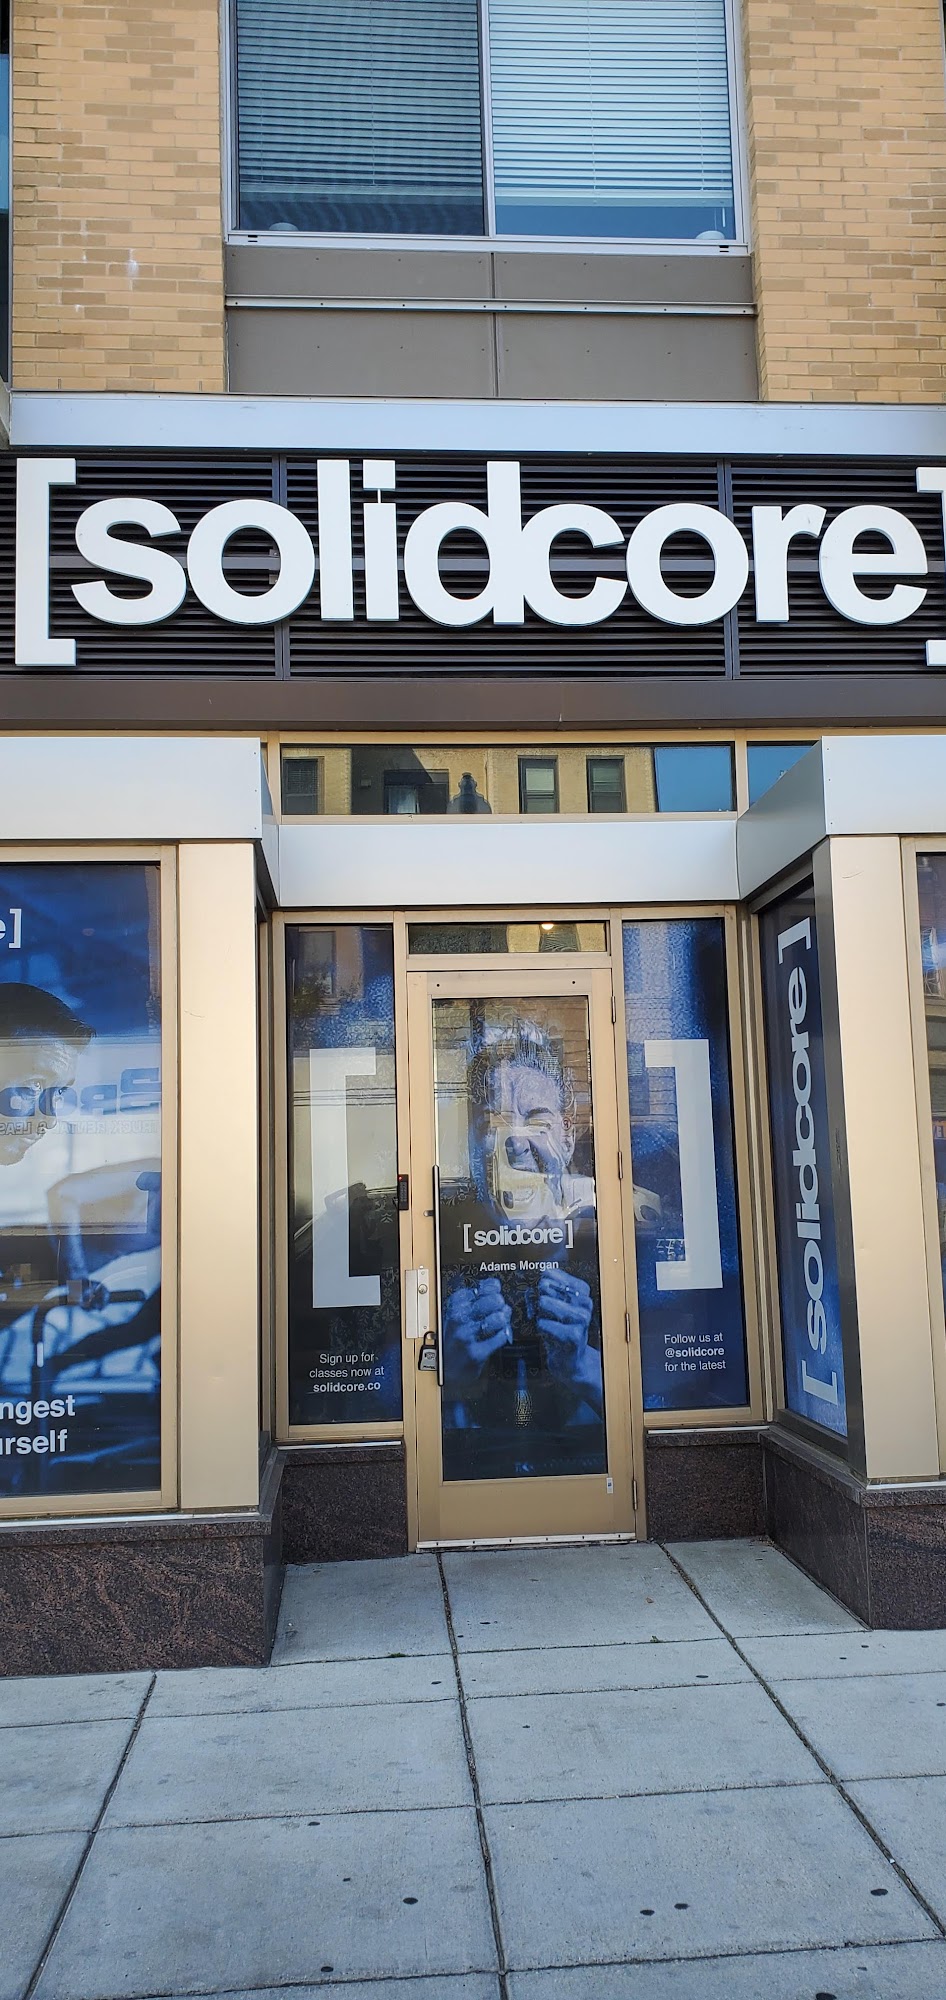 [solidcore]
e]
ngest
urself
[
Sign up for
classes now at
solidcore.co
[solidcore]
Adams Morgan
]
Follow us at
@solidcore
for the latest
[solidcore]